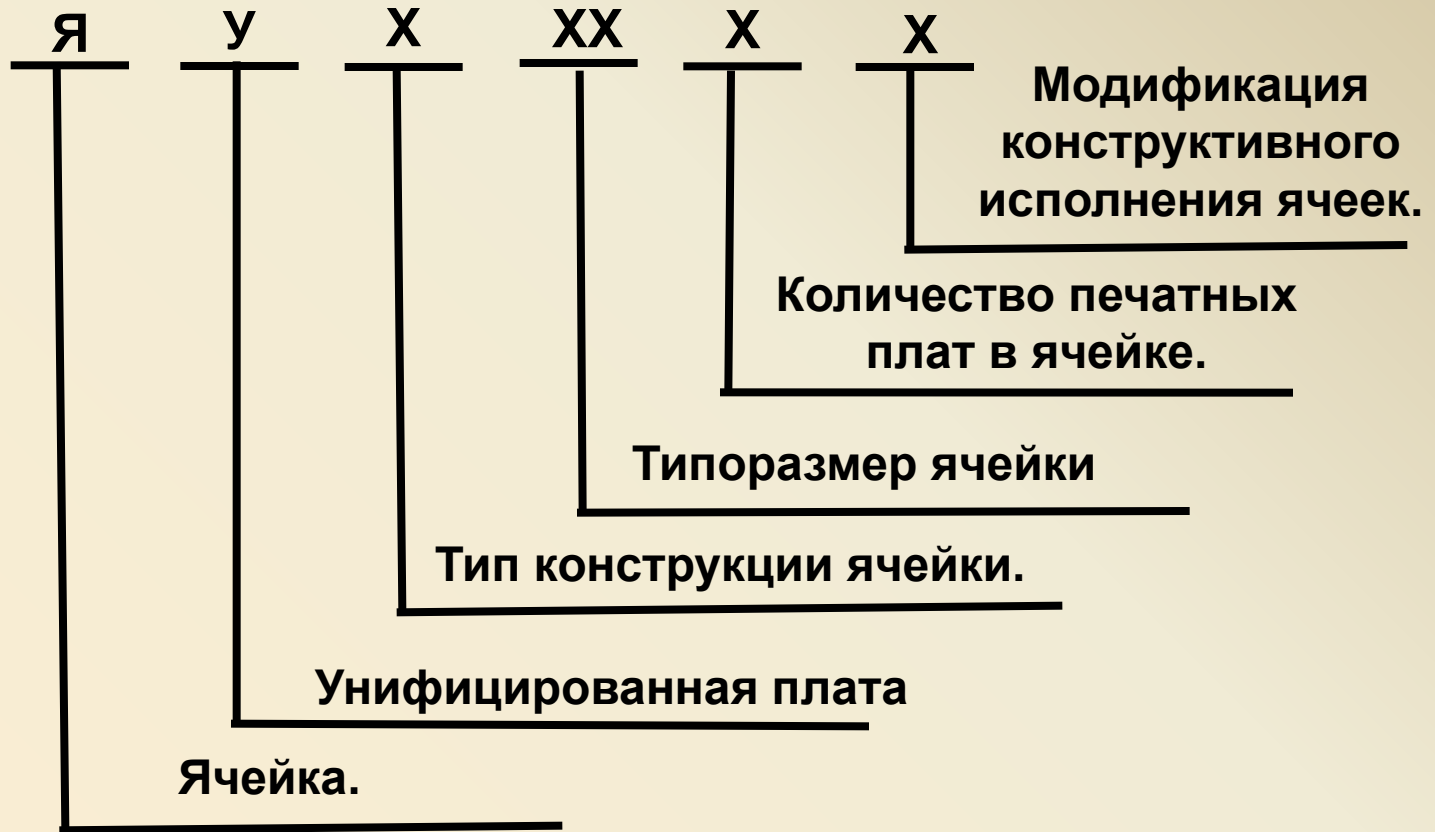 Я У Х ХХ Х Х
Модификация
конструктивного
исполнения ячеек.
Количество печатных
плат в ячейке.
Типоразмер ячейки
Тип конструкции ячейки.
Унифицированная плата
Ячейка.